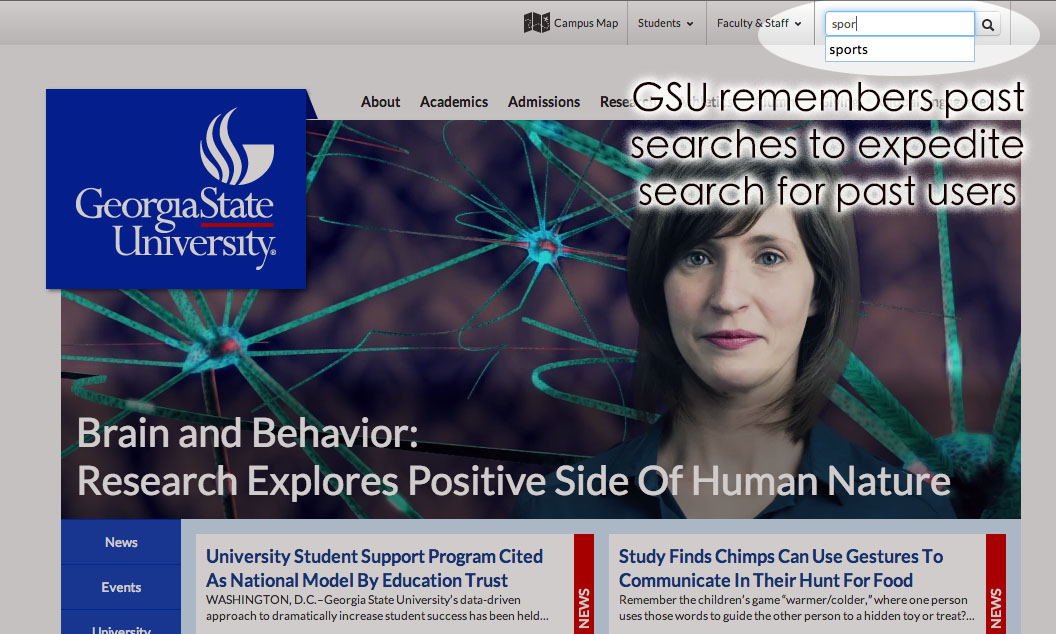 Campus Map
Students
Faculty & Staff
spor
sports
GSU remembers past
searches to expedite
search for past users
About
Academics
Admissions
Georgia State
University®
Brain and Behavior:
Research Explores Positive Side Of Human Nature
News
Events
University
University Student Support Program Cited
As National Model By Education Trust
WASHINGTON, D.C.–Georgia State University's data-driven
approach to dramatically increase student success has been held...
NEWS
Study Finds Chimps Can Use Gestures To
Communicate In Their Hunt For Food
Remember the children's game “warmer/colder,” where one person
uses those words to guide the other person to a hidden toy or treat?...
NEWS